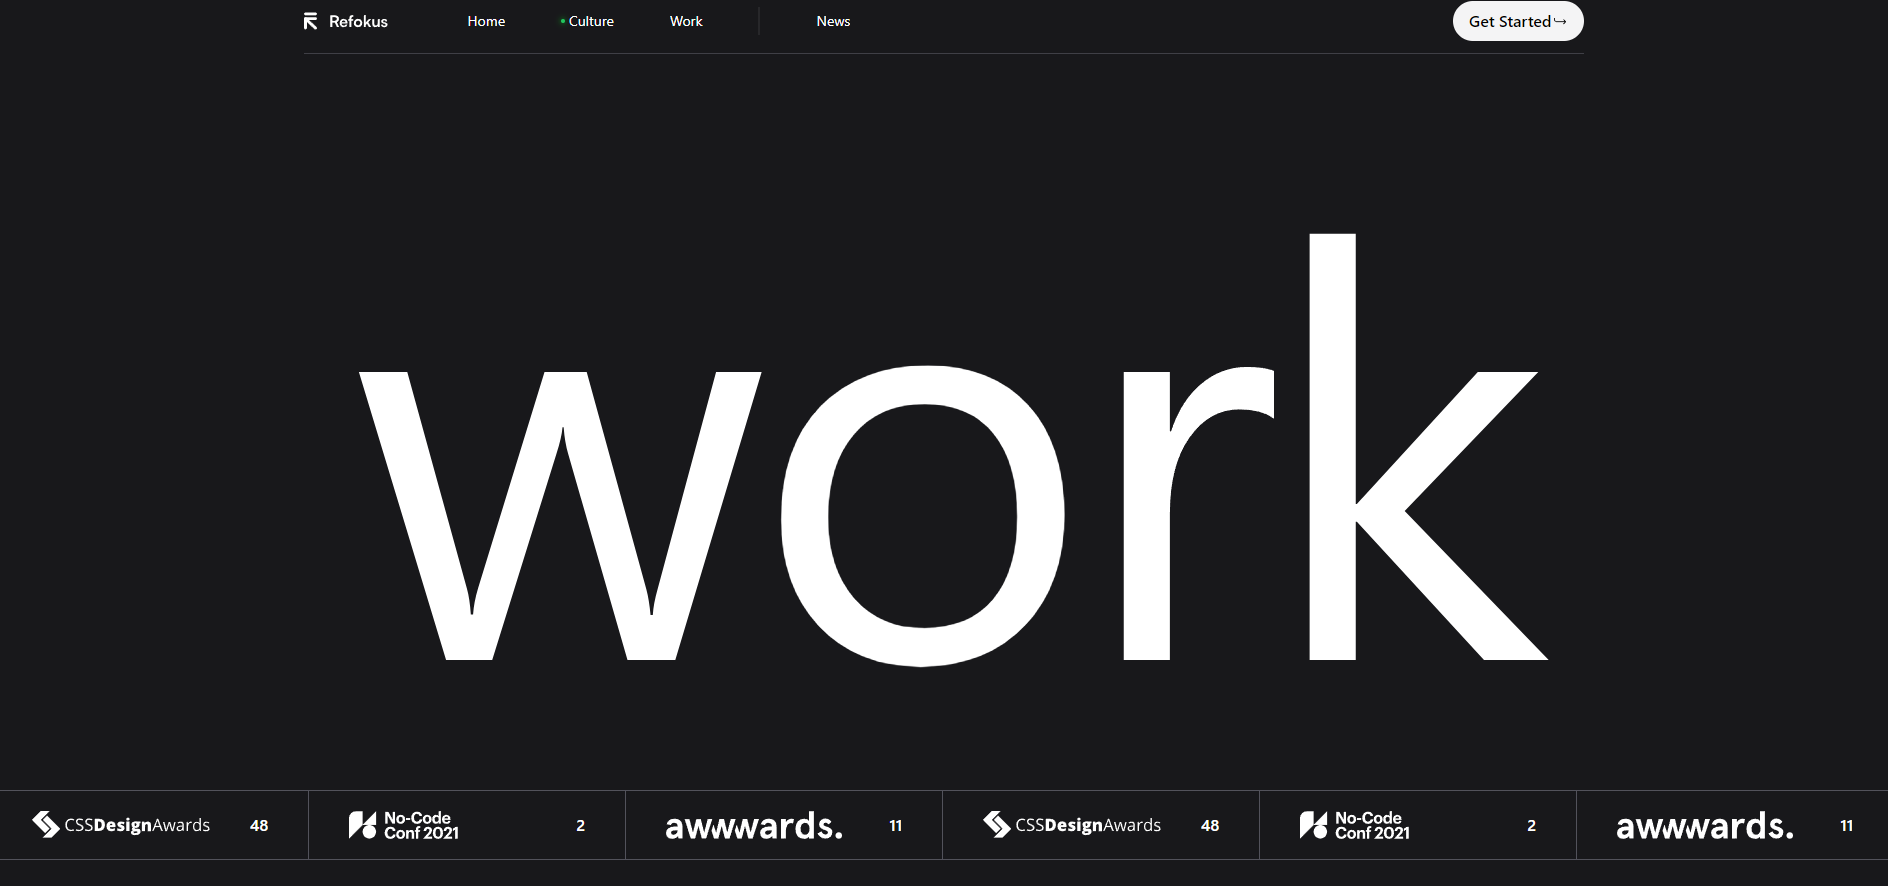 Refokus Home Culture Work News Get Started
work
CSSDesignAwards 48 No-Code Conf 2021 2 awwwards. 11 CSSDesignAwards 48 No-Code Conf 2021 2 awwwards. 11